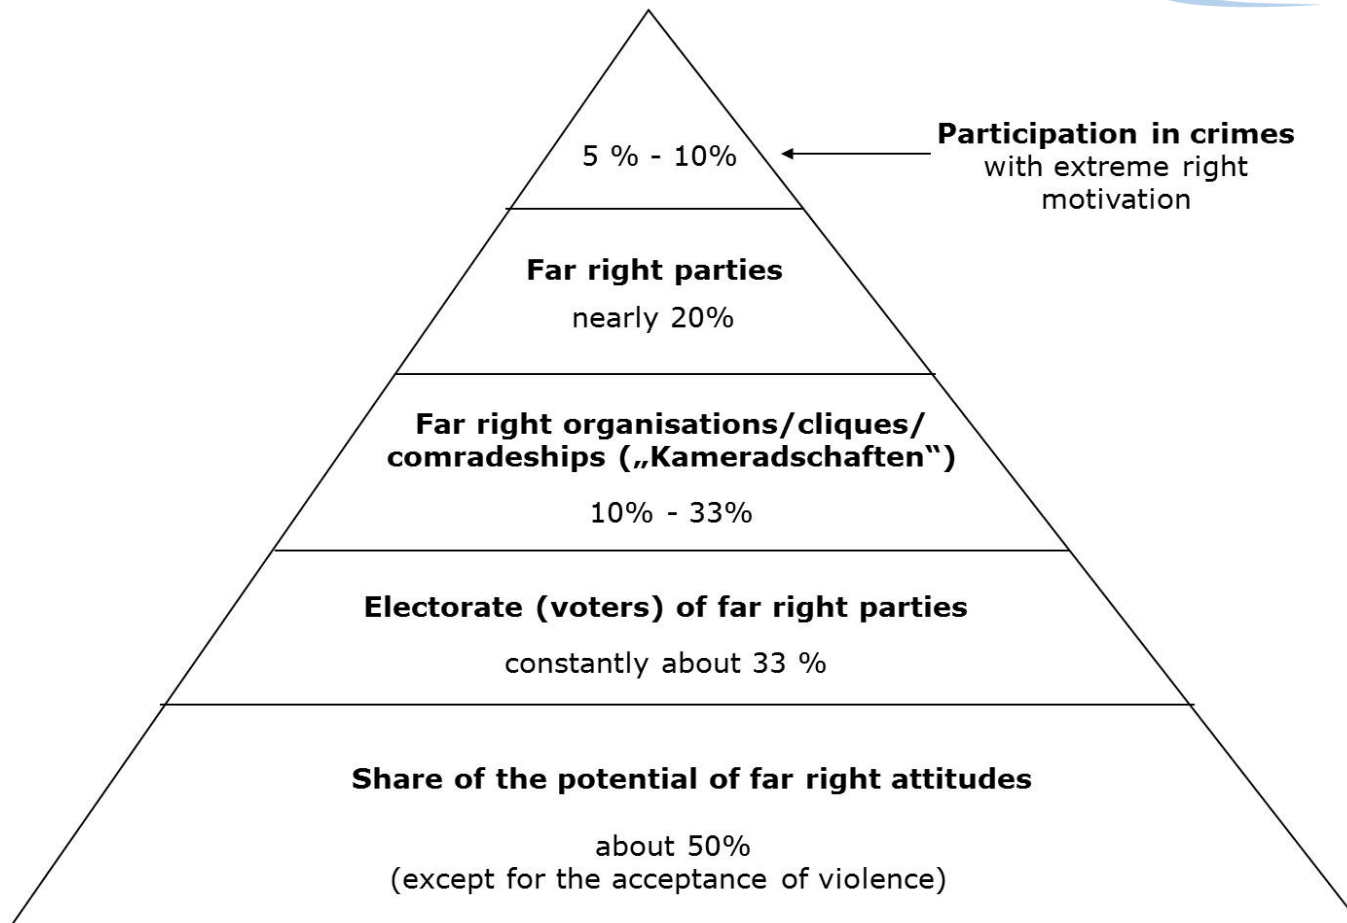 5 % - 10%
Participation in crimes
with extreme right
motivation
Far right parties
nearly 20%
Far right organisations/cliques/
comradeships („Kameradschaften“)
10% - 33%
Electorate (voters) of far right parties
constantly about 33 %
Share of the potential of far right attitudes
about 50%
(except for the acceptance of violence)